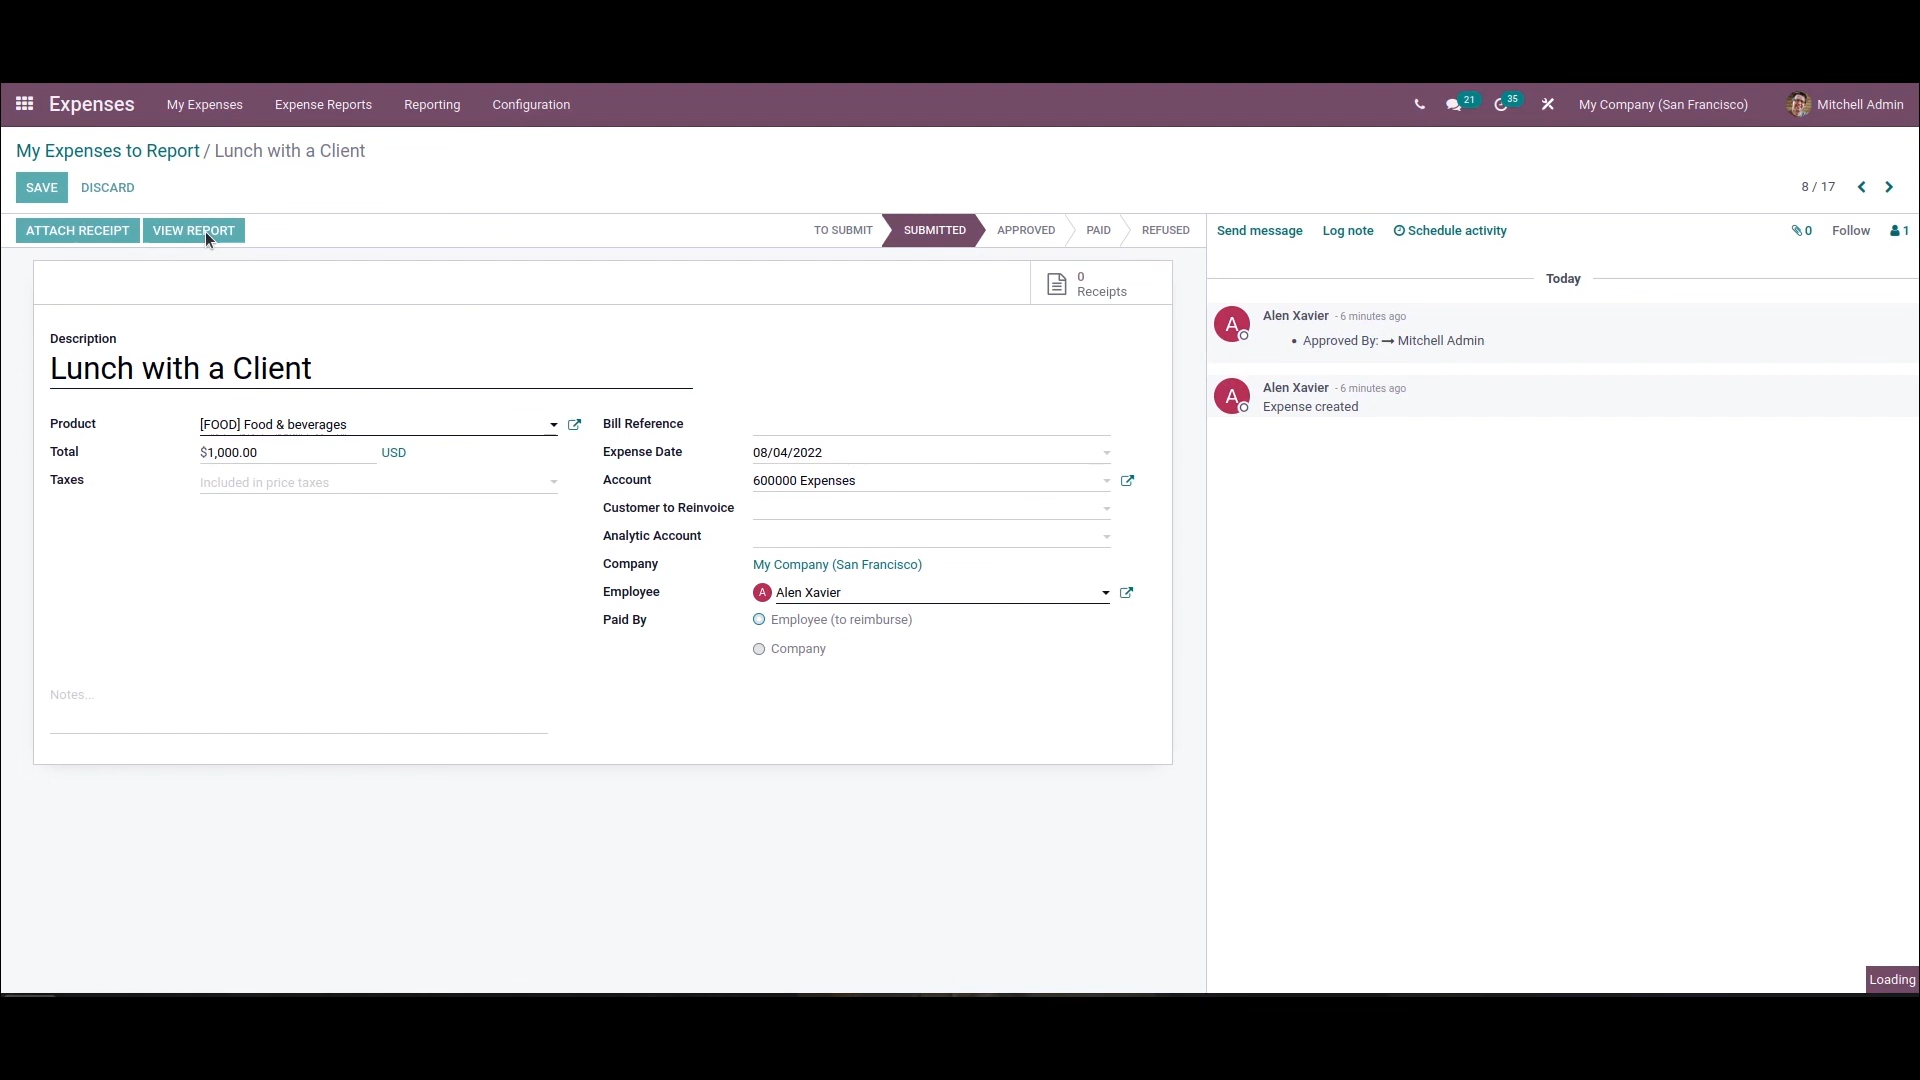 Expenses My Expenses Expense Reports Reporting Configuration 21 35 My Company (San Francisco) Mitchell Admin
My Expenses to Report / Lunch with a Client
SAVE DISCARD 8 / 17
ATTACH RECEIPT VIEW REPORT TO SUBMIT SUBMITTED APPROVED PAID REFUSED Send message Log note Schedule activity 0 Follow 1
0
Receipts
Today
Alen Xavier - 6 minutes ago
• Approved By: → Mitchell Admin
Alen Xavier - 6 minutes ago
Expense created
A
A
Description
Lunch with a Client
Product [FOOD] Food & beverages
Total $1,000.00 USD
Taxes Included in price taxes
Bill Reference
Expense Date 08/04/2022
Account 600000 Expenses
Customer to Reinvoice
Analytic Account
Company My Company (San Francisco)
Employee A Alen Xavier
Paid By Employee (to reimburse)
Company
Notes...
Loading